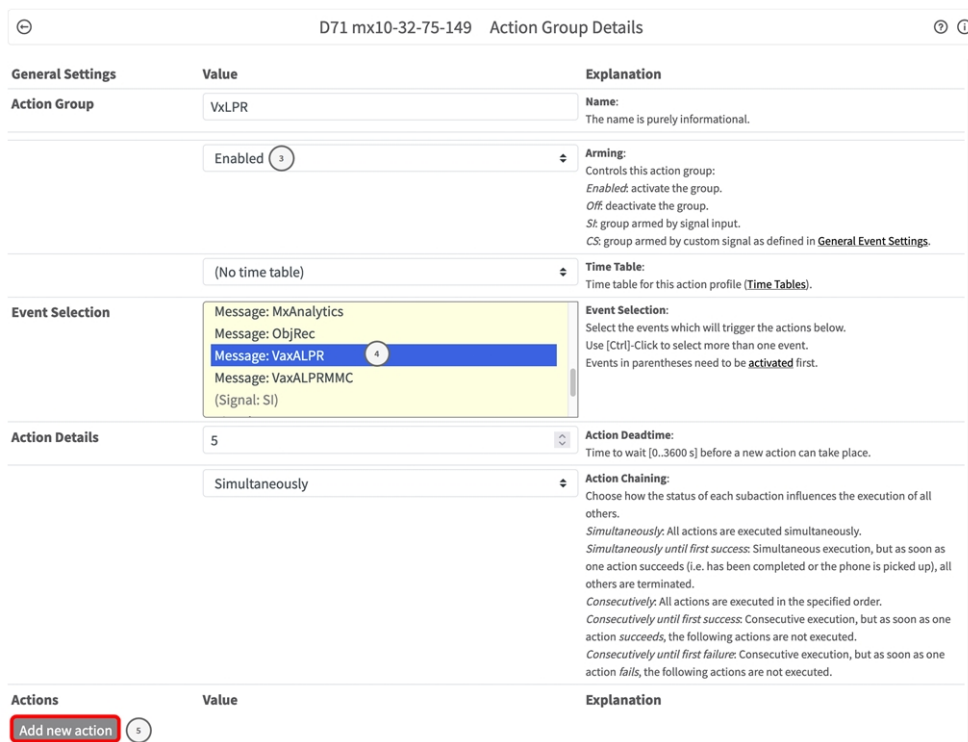 D71 mx10-32-75-149 Action Group Details
General Settings Value Explanation
Action Group VxLPR Name:
The name is purely informational.
Enabled 3 Arming:
Controls this action group:
Enabled: activate the group.
Off: deactivate the group.
SI: group armed by signal input.
CS: group armed by custom signal as defined in General Event Settings.
(No time table) Time Table:
Time table for this action profile (Time Tables).
Event Selection
Message: MxAnalytics
Message: ObjRec
Message: VaxALPR 4
Message: VaxALPRMMC
(Signal: SI)
Event Selection:
Select the events which will trigger the actions below.
Use [Ctrl]-Click to select more than one event.
Events in parentheses need to be activated first.
Action Details 5 Action Deadtime:
Time to wait [0..3600 s] before a new action can take place.
Simultaneously Action Chaining:
Choose how the status of each subaction influences the execution of all
others.
Simultaneously: All actions are executed simultaneously.
Simultaneously until first success: Simultaneous execution, but as soon as
one action succeeds (i.e. has been completed or the phone is picked up), all
others are terminated.
Consecutively: All actions are executed in the specified order.
Consecutively until first success: Consecutive execution, but as soon as one
action succeeds, the following actions are not executed.
Consecutively until first failure: Consecutive execution, but as soon as one
action fails, the following actions are not executed.
Actions Value Explanation
Add new action 5